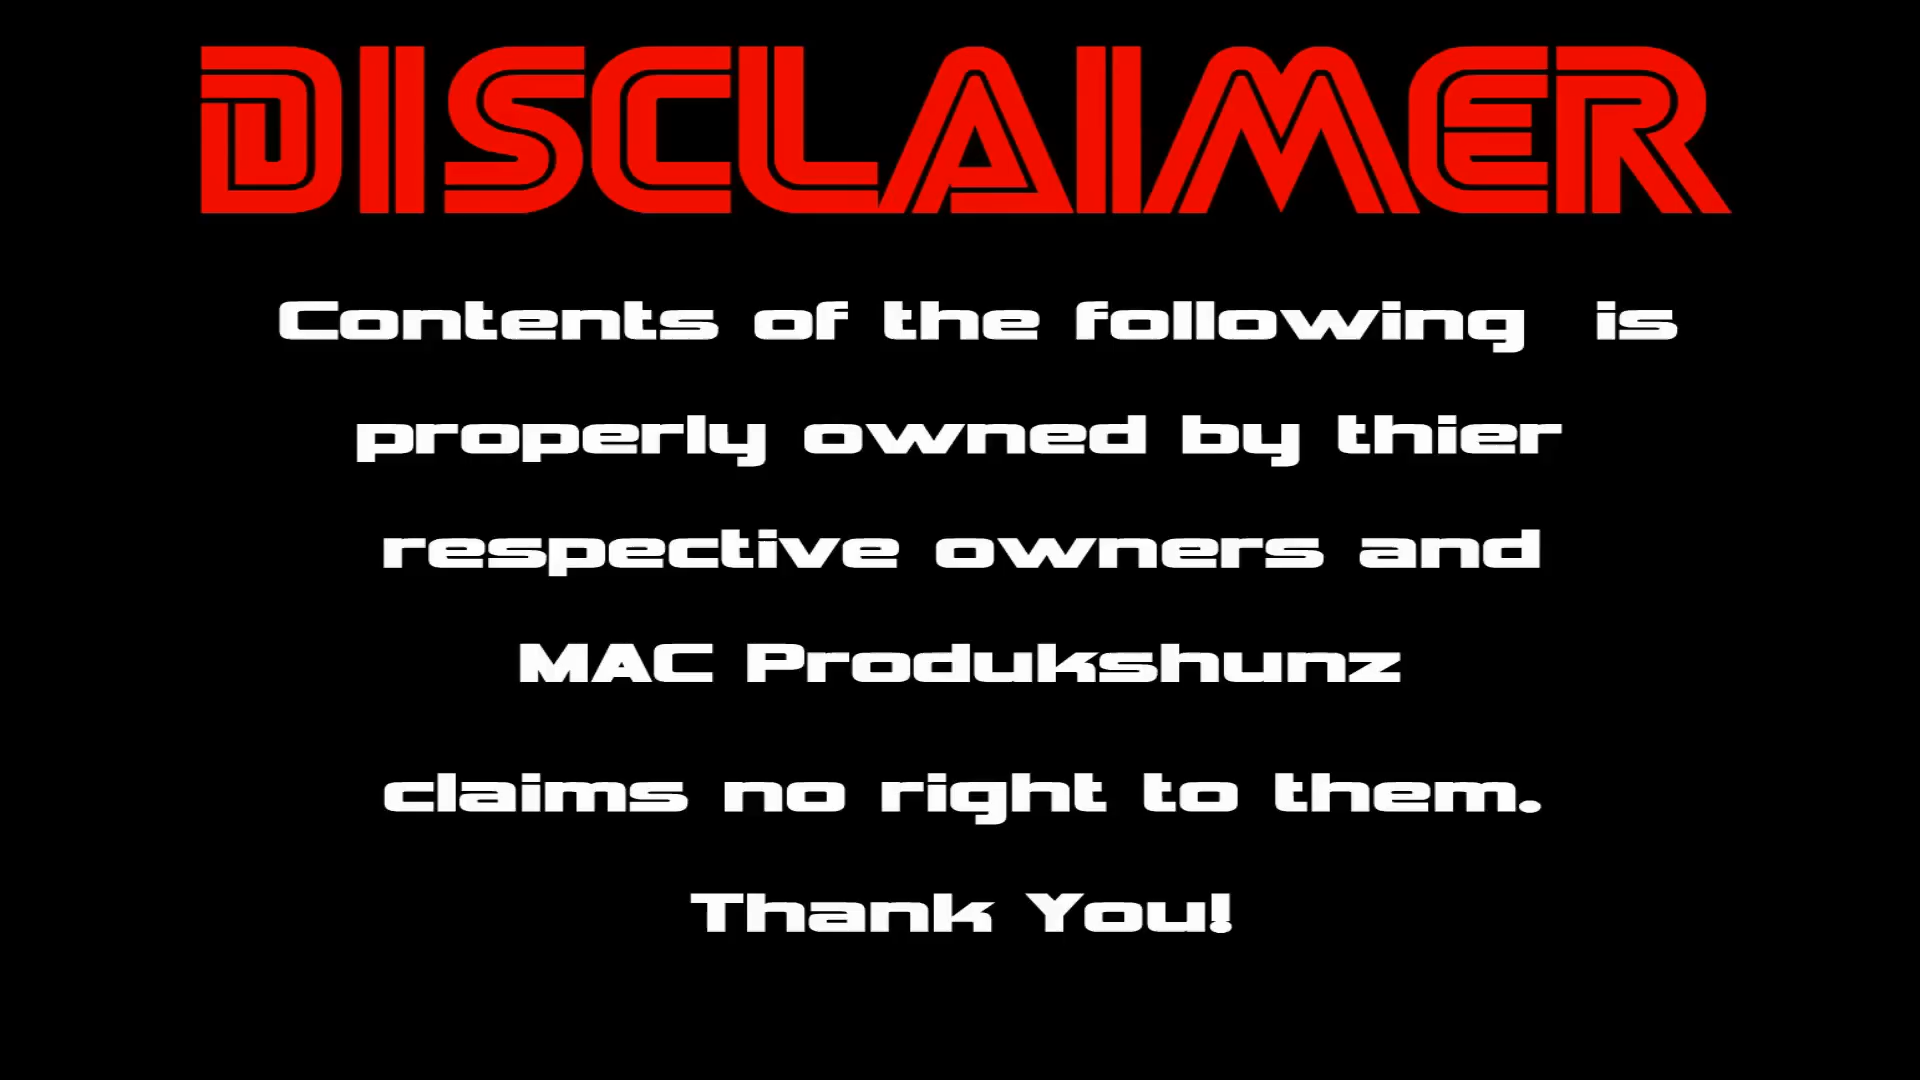 DISCLAIMER
Contents of the following  is
properly owned by thier
respective owners and
MAC Produkshunz
claims no right to them.
Thank You!